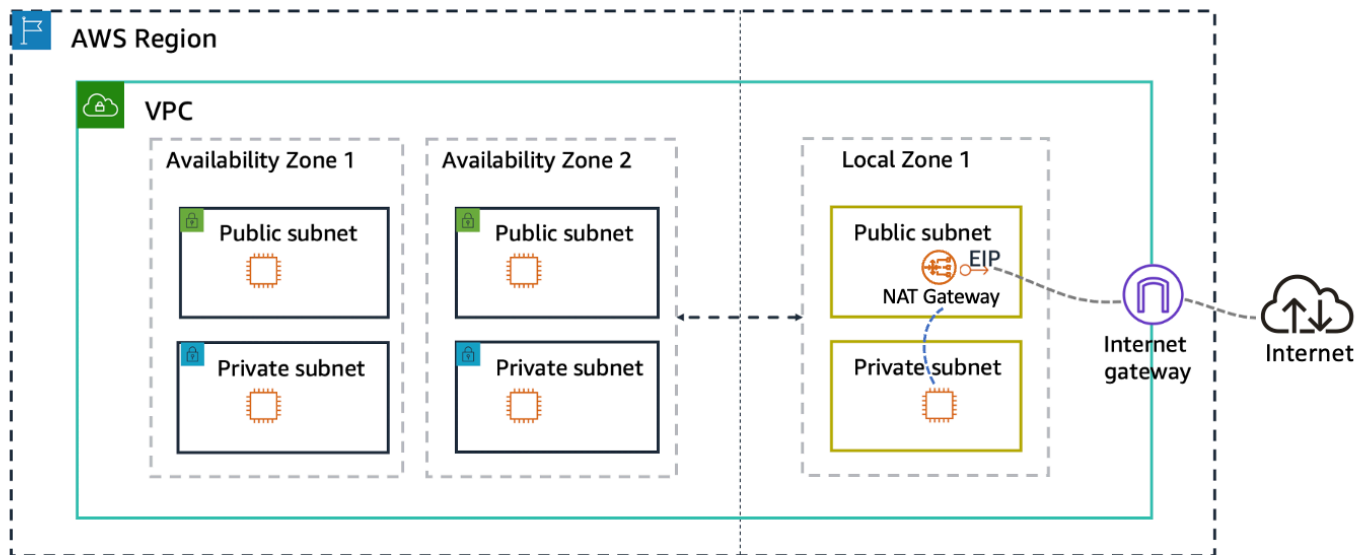 AWS Region
VPC
Availability Zone 1
Availability Zone 2
Local Zone 1
Public subnet
Public subnet
Public subnet
EIP
NAT Gateway
Private subnet
Private subnet
Private subnet
Internet
gateway
Internet